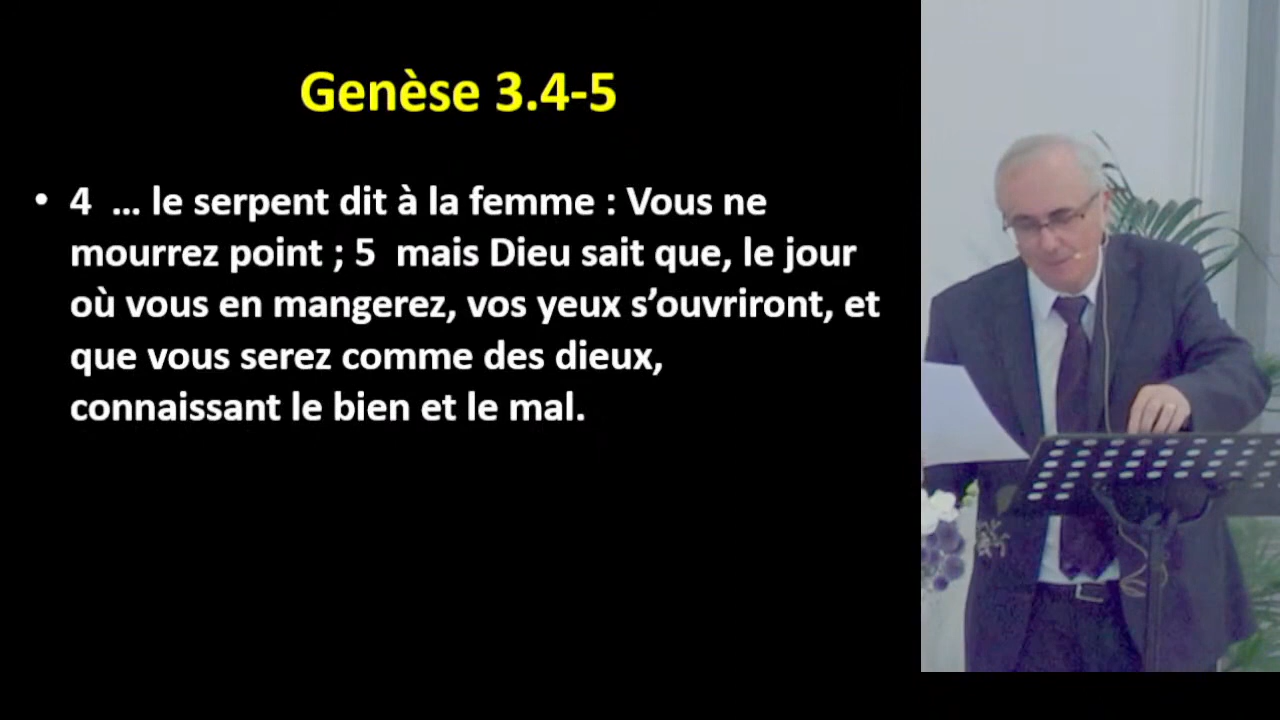 Genèse 3.4-5
• 4 … le serpent dit à la femme : Vous ne
mourrez point ; 5 mais Dieu sait que, le jour
où vous en mangerez, vos yeux s’ouvriront, et
que vous serez comme des dieux,
connaissant le bien et le mal.